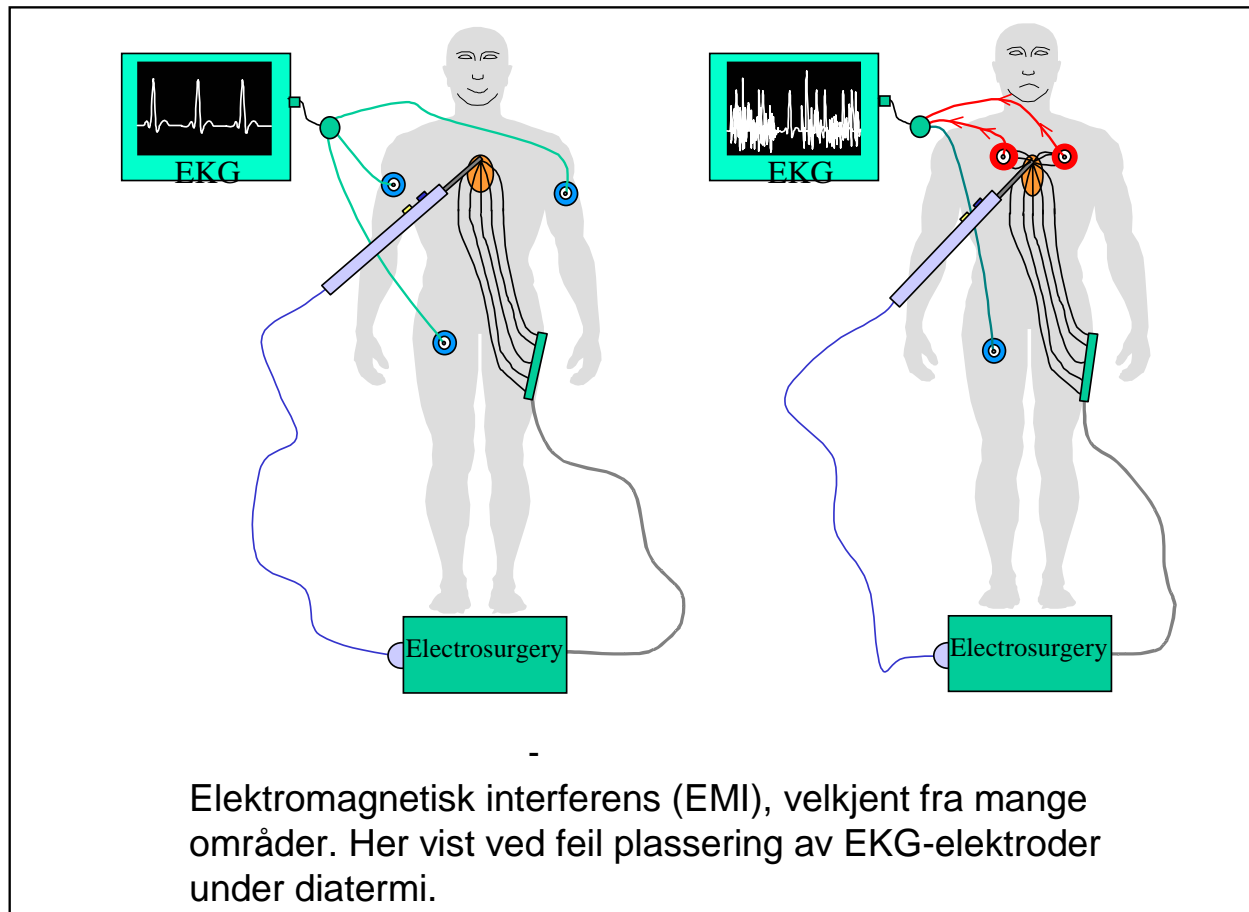 EKG
EKG
Electrosurgery
Electrosurgery
-
Elektromagnetisk interferens (EMI), velkjent fra mange
områder. Her vist ved feil plassering av EKG-elektroder
under diatermi.